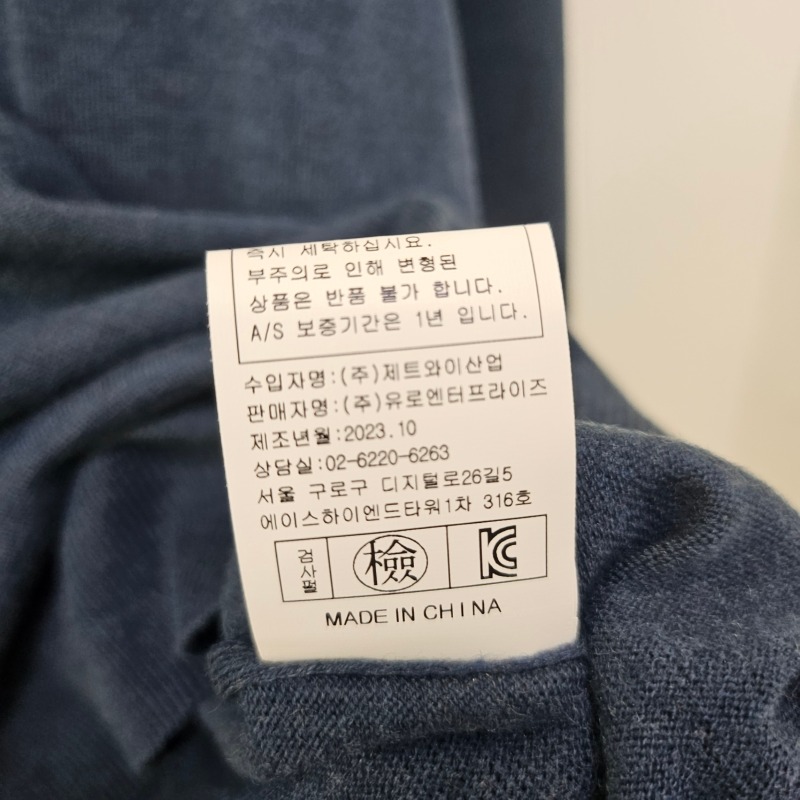 즉시 세탁하십시요.
부주의로 인해 변형된
상품은 반품 불가 합니다.
A/S 보증기간은 1년 입니다.
수입자명:(주)제트와이산업
판매자명:(주)유로엔터프라이즈
제조년월:2023.10
상담실:02-6220-6263
서울 구로구 디지털로26길5
에이스하이엔드타워1차 316호
검사필 檢 KC
MADE IN CHINA